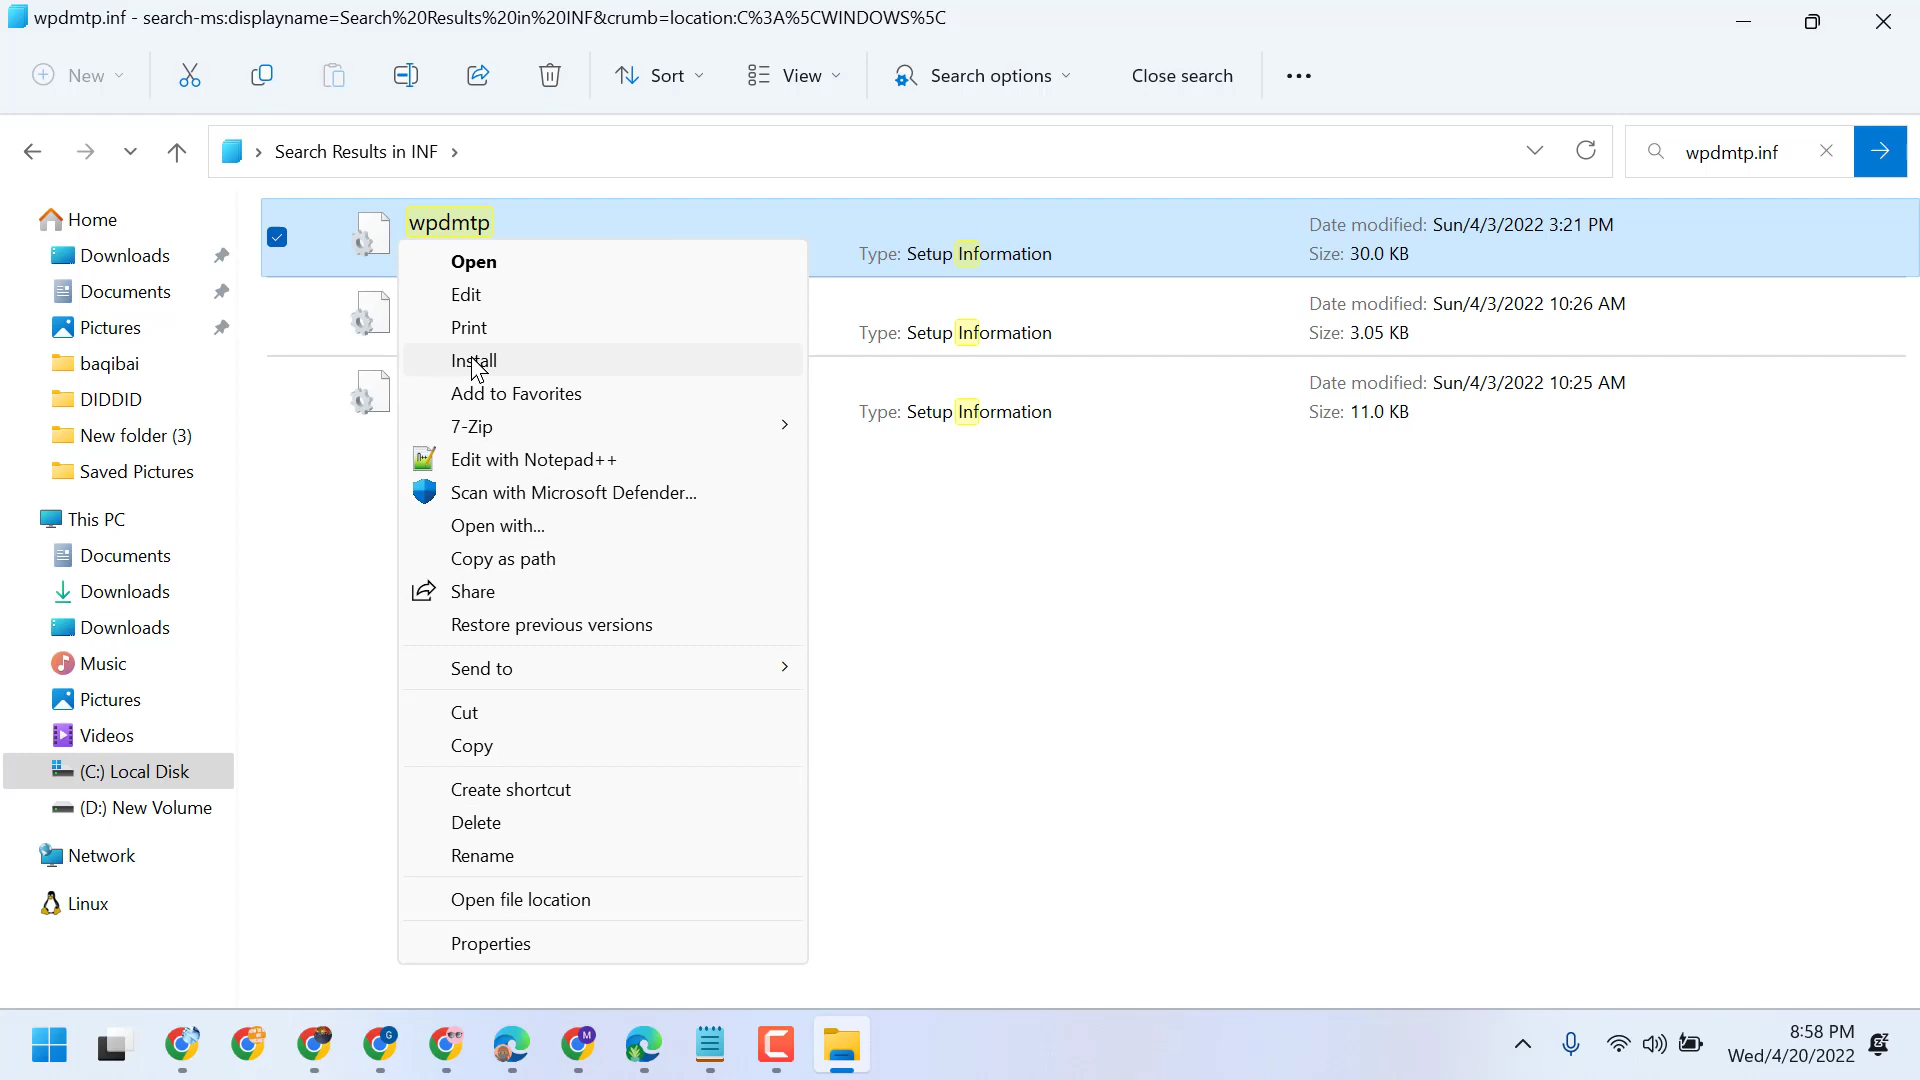 wpdmtp.inf - search-ms:displayname=Search%20Results%20in%20INF&crumb=location:C%3A%5CWINDOWS%5C
New
Sort
View
Search options
Close search
Search Results in INF
wpdmtp.inf
Home
Downloads
Documents
Pictures
baqibai
DIDDID
New folder (3)
Saved Pictures
This PC
Documents
Downloads
Downloads
Music
Pictures
Videos
(C:) Local Disk
(D:) New Volume
Network
Linux
wpdmtp
Type: Setup Information
Date modified: Sun/4/3/2022 3:21 PM
Size: 30.0 KB
Type: Setup Information
Date modified: Sun/4/3/2022 10:26 AM
Size: 3.05 KB
Type: Setup Information
Date modified: Sun/4/3/2022 10:25 AM
Size: 11.0 KB
Open
Edit
Print
Install
Add to Favorites
7-Zip
Edit with Notepad++
Scan with Microsoft Defender...
Open with...
Copy as path
Share
Restore previous versions
Send to
Cut
Copy
Create shortcut
Delete
Rename
Open file location
Properties
G
M
8:58 PM
Wed/4/20/2022